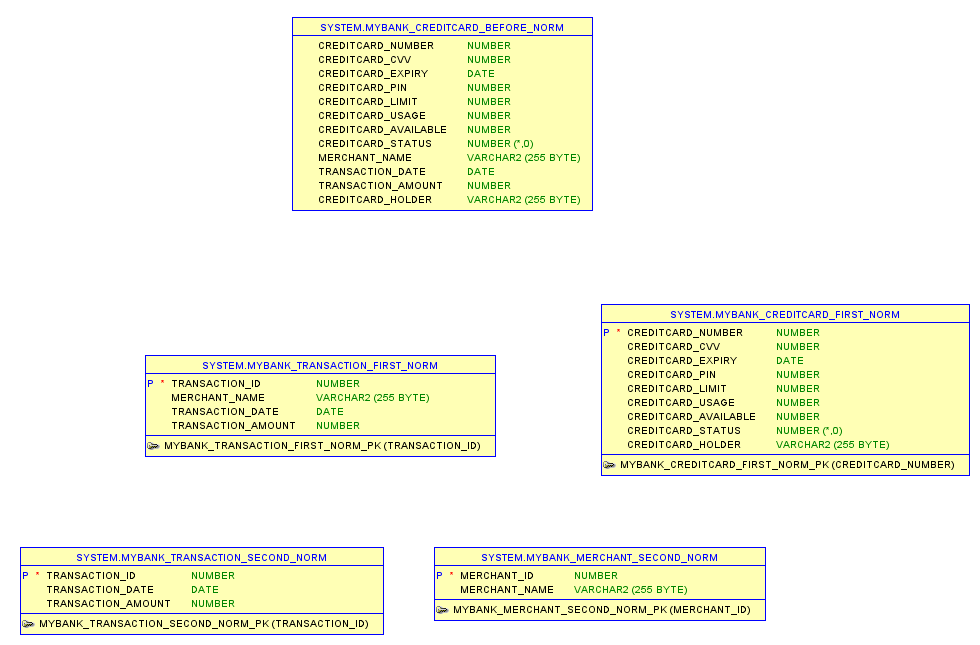 SYSTEM.MYBANK_CREDITCARD_BEFORE_NORM
CREDITCARD_NUMBER NUMBER
CREDITCARD_CVV NUMBER
CREDITCARD_EXPIRY DATE
CREDITCARD_PIN NUMBER
CREDITCARD_LIMIT NUMBER
CREDITCARD_USAGE NUMBER
CREDITCARD_AVAILABLE NUMBER
CREDITCARD_STATUS NUMBER (*,0)
MERCHANT_NAME VARCHAR2 (255 BYTE)
TRANSACTION_DATE DATE
TRANSACTION_AMOUNT NUMBER
CREDITCARD_HOLDER VARCHAR2 (255 BYTE)
SYSTEM.MYBANK_CREDITCARD_FIRST_NORM
P * CREDITCARD_NUMBER NUMBER
CREDITCARD_CVV NUMBER
CREDITCARD_EXPIRY DATE
CREDITCARD_PIN NUMBER
CREDITCARD_LIMIT NUMBER
CREDITCARD_USAGE NUMBER
CREDITCARD_AVAILABLE NUMBER
CREDITCARD_STATUS NUMBER (*,0)
CREDITCARD_HOLDER VARCHAR2 (255 BYTE)
MYBANK_CREDITCARD_FIRST_NORM_PK (CREDITCARD_NUMBER)
SYSTEM.MYBANK_TRANSACTION_FIRST_NORM
P * TRANSACTION_ID NUMBER
MERCHANT_NAME VARCHAR2 (255 BYTE)
TRANSACTION_DATE DATE
TRANSACTION_AMOUNT NUMBER
MYBANK_TRANSACTION_FIRST_NORM_PK (TRANSACTION_ID)
SYSTEM.MYBANK_TRANSACTION_SECOND_NORM
P * TRANSACTION_ID NUMBER
TRANSACTION_DATE DATE
TRANSACTION_AMOUNT NUMBER
MYBANK_TRANSACTION_SECOND_NORM_PK (TRANSACTION_ID)
SYSTEM.MYBANK_MERCHANT_SECOND_NORM
P * MERCHANT_ID NUMBER
MERCHANT_NAME VARCHAR2 (255 BYTE)
MYBANK_MERCHANT_SECOND_NORM_PK (MERCHANT_ID)